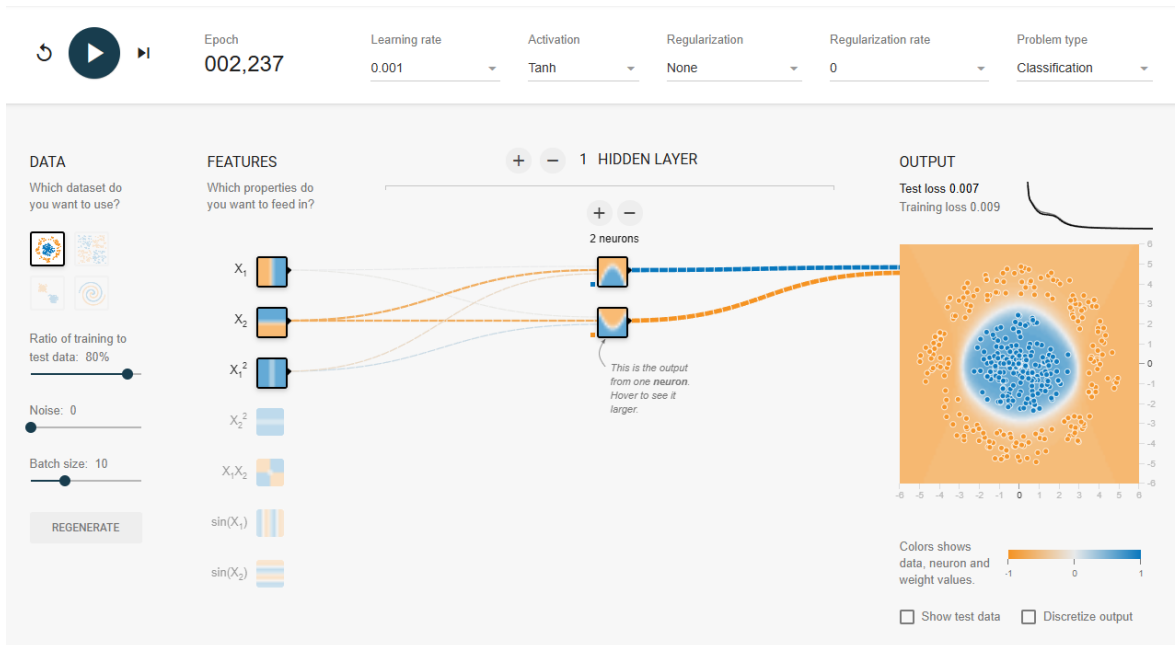 Epoch
002,237
Learning rate
0.001
Activation
Tanh
Regularization
None
Regularization rate
0
Problem type
Classification
DATA
Which dataset do
you want to use?
Ratio of training to
test data: 80%
Noise: 0
Batch size: 10
REGENERATE
FEATURES
Which properties do
you want to feed in?
X₁
X₂
X₁²
X₂²
X₁X₂
sin(X₁)
sin(X₂)
+ − 1 HIDDEN LAYER
+ −
2 neurons
This is the output
from one neuron.
Hover to see it
larger.
OUTPUT
Test loss 0.007
Training loss 0.009
6
5
4
3
2
1
0
-1
-2
-3
-4
-5
-6
-6 -5 -4 -3 -2 -1 0 1 2 3 4 5 6
Colors shows
data, neuron and
weight values.
-1 0 1
Show test data
Discretize output